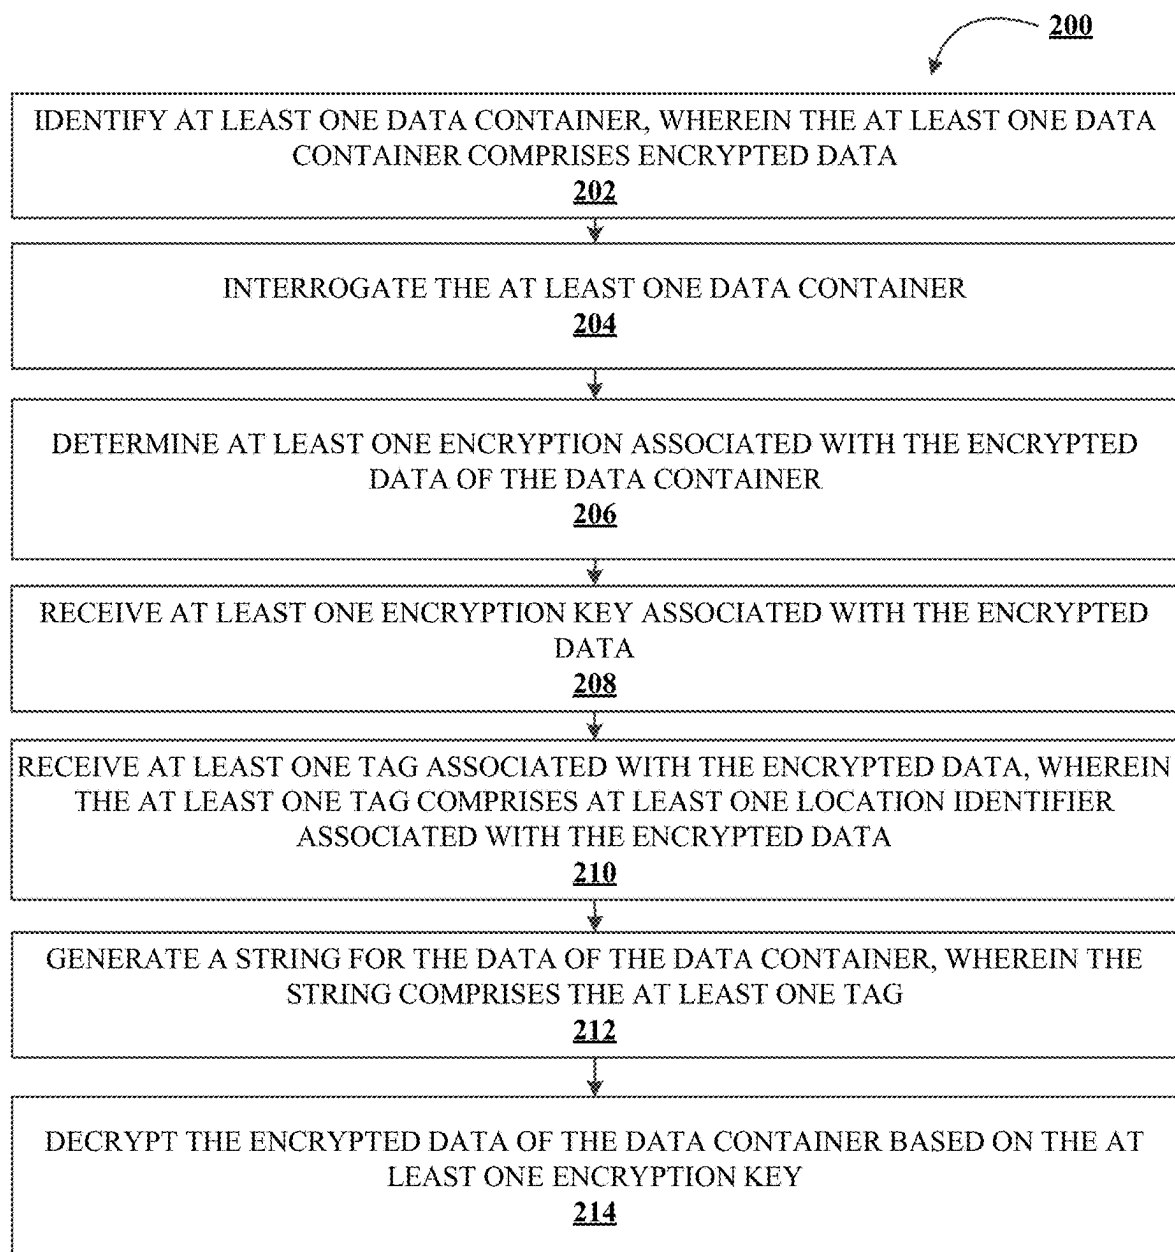 200
IDENTIFY AT LEAST ONE DATA CONTAINER, WHEREIN THE AT LEAST ONE DATA
CONTAINER COMPRISES ENCRYPTED DATA
202
INTERROGATE THE AT LEAST ONE DATA CONTAINER
204
DETERMINE AT LEAST ONE ENCRYPTION ASSOCIATED WITH THE ENCRYPTED
DATA OF THE DATA CONTAINER
206
RECEIVE AT LEAST ONE ENCRYPTION KEY ASSOCIATED WITH THE ENCRYPTED
DATA
208
RECEIVE AT LEAST ONE TAG ASSOCIATED WITH THE ENCRYPTED DATA, WHEREIN
THE AT LEAST ONE TAG COMPRISES AT LEAST ONE LOCATION IDENTIFIER
ASSOCIATED WITH THE ENCRYPTED DATA
210
GENERATE A STRING FOR THE DATA OF THE DATA CONTAINER, WHEREIN THE
STRING COMPRISES THE AT LEAST ONE TAG
212
DECRYPT THE ENCRYPTED DATA OF THE DATA CONTAINER BASED ON THE AT
LEAST ONE ENCRYPTION KEY
214